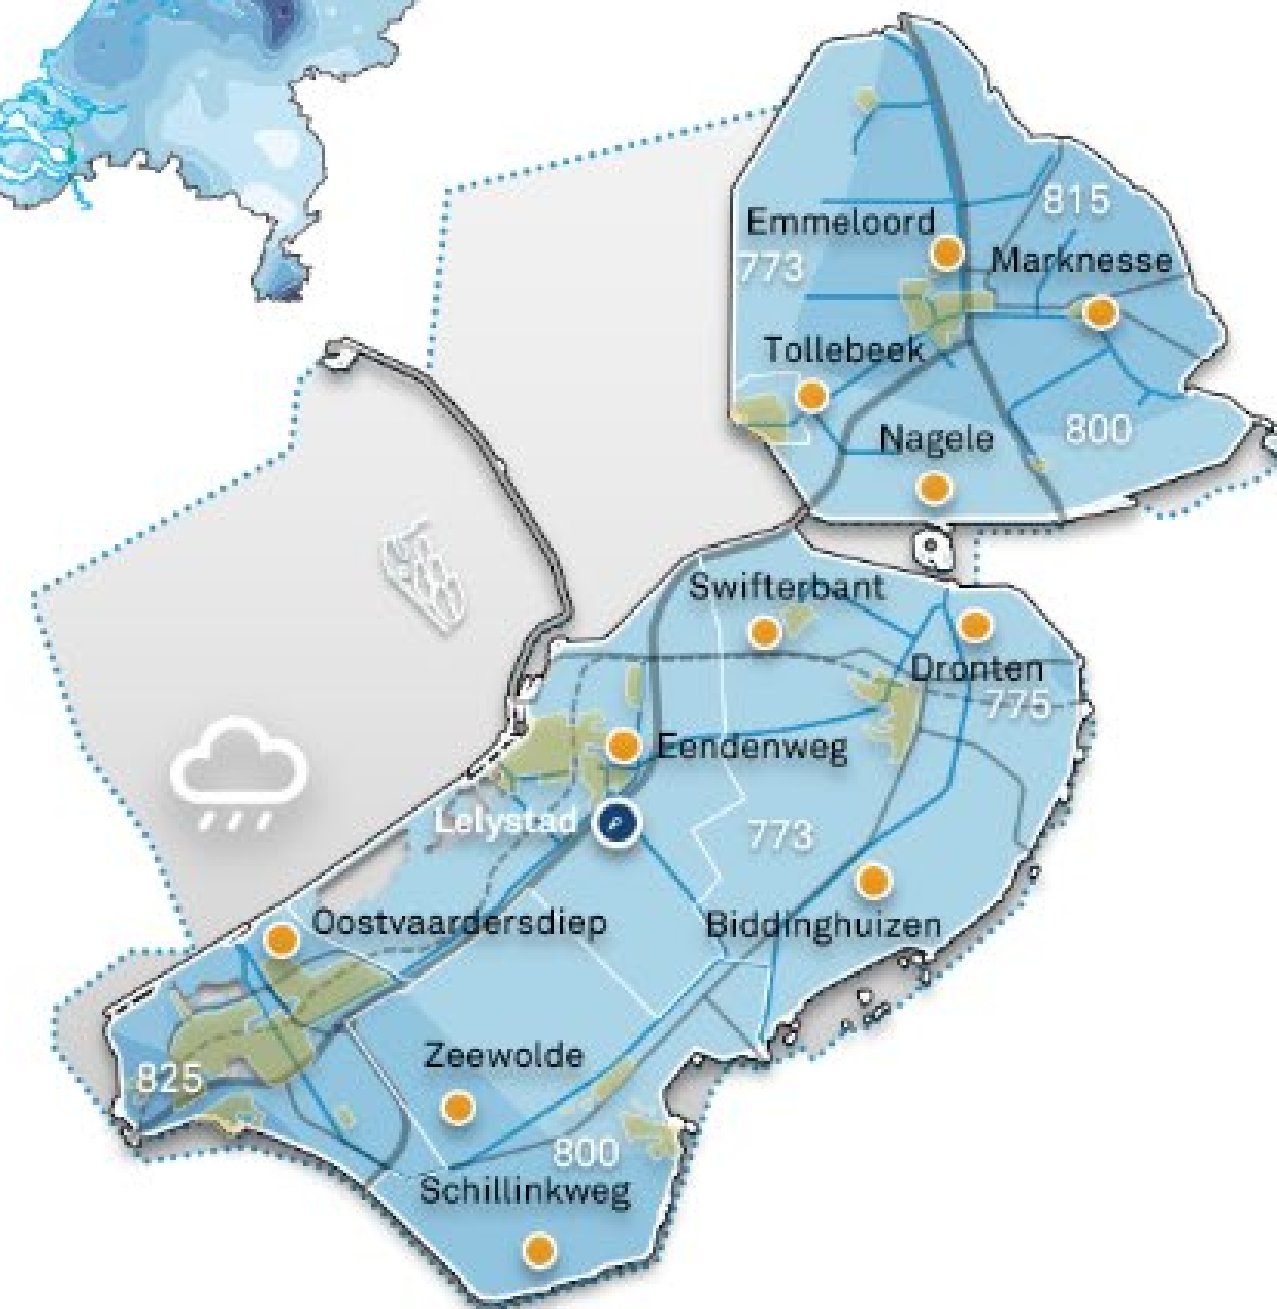 815
Emmeloord
773
Marknesse
Tollebeek
800
Nagele
Swifterbant
Dronten
775
Eendenweg
Lelystad
773
Oostvaardersdiep
Biddinghuizen
Zeewolde
825
800
Schillinkweg